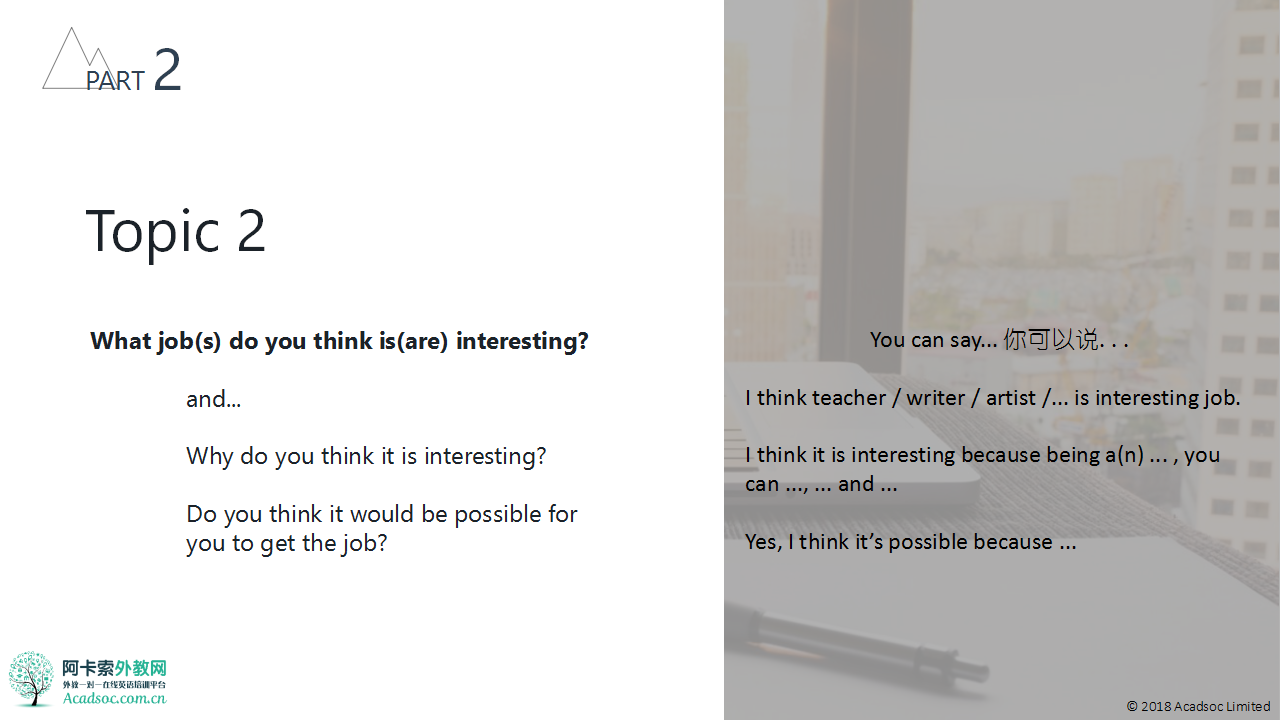 PART 2
Topic 2
What job(s) do you think is(are) interesting?
and...
Why do you think it is interesting?
Do you think it would be possible for
you to get the job?
You can say... 你可以说. . .
I think teacher / writer / artist /... is interesting job.
I think it is interesting because being a(n) ... , you
can ..., ... and ...
Yes, I think it’s possible because ...
阿卡索外教网
外教一对一在线英语培训平台
Acadsoc.com.cn
© 2018 Acadsoc Limited